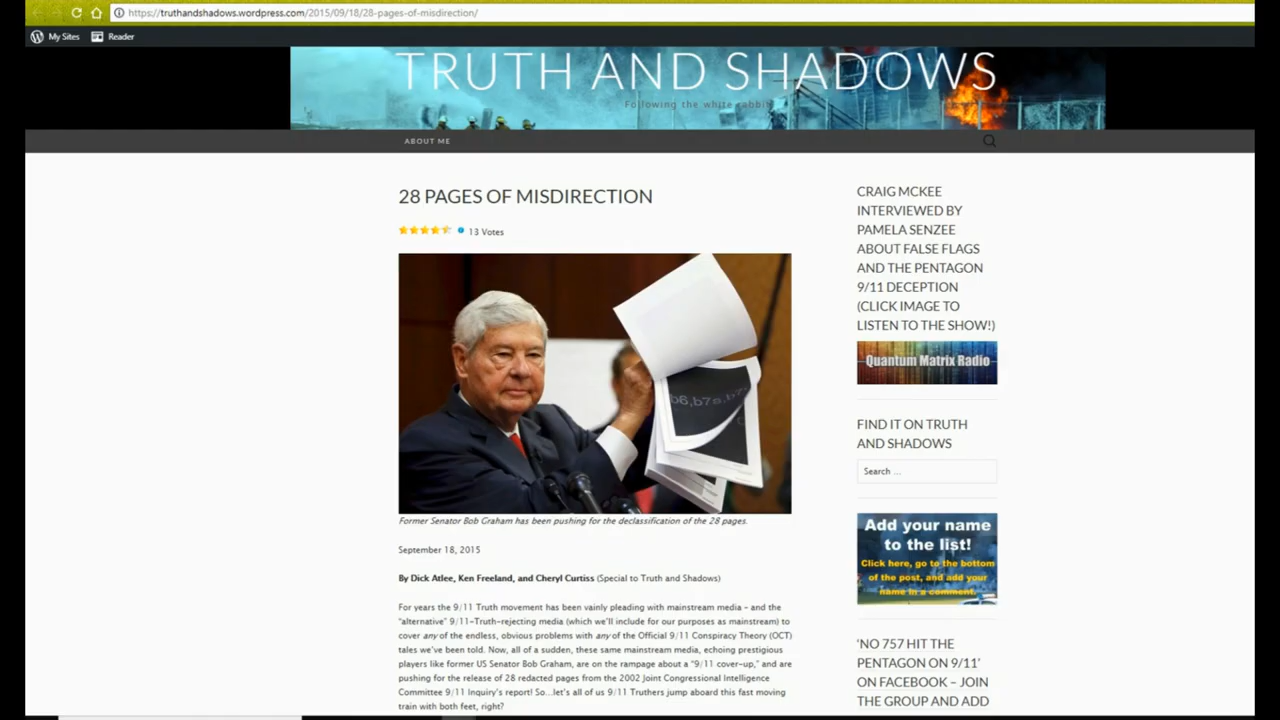 https://truthandshadows.wordpress.com/2015/09/18/28-pages-of-misdirection/
My Sites Reader
TRUTH AND SHADOWS
Following the white rabbit
ABOUT ME
28 PAGES OF MISDIRECTION
13 Votes
b6,b7a,b7
Former Senator Bob Graham has been pushing for the declassification of the 28 pages.
September 18, 2015
By Dick Atlee, Ken Freeland, and Cheryl Curtiss (Special to Truth and Shadows)
For years the 9/11 Truth movement has been vainly pleading with mainstream media – and the
"alternative" 9/11-Truth-rejecting media (which we'll include for our purposes as mainstream) to
cover any of the endless, obvious problems with any of the Official 9/11 Conspiracy Theory (OCT)
tales we've been told. Now, all of a sudden, these same mainstream media, echoing prestigious
players like former US Senator Bob Graham, are on the rampage about a "9/11 cover-up," and are
pushing for the release of 28 redacted pages from the 2002 Joint Congressional Intelligence
Committee 9/11 Inquiry's report! So...let's all of us 9/11 Truthers jump aboard this fast moving
train with both feet, right?
CRAIG MCKEE
INTERVIEWED BY
PAMELA SENZEE
ABOUT FALSE FLAGS
AND THE PENTAGON
9/11 DECEPTION
(CLICK IMAGE TO
LISTEN TO THE SHOW!)
Quantum Matrix Radio
FIND IT ON TRUTH
AND SHADOWS
Search ...
Add your name
to the list!
Click here, go to the bottom
of the post, and add your
name in a comment.
'NO 757 HIT THE
PENTAGON ON 9/11'
ON FACEBOOK – JOIN
THE GROUP AND ADD